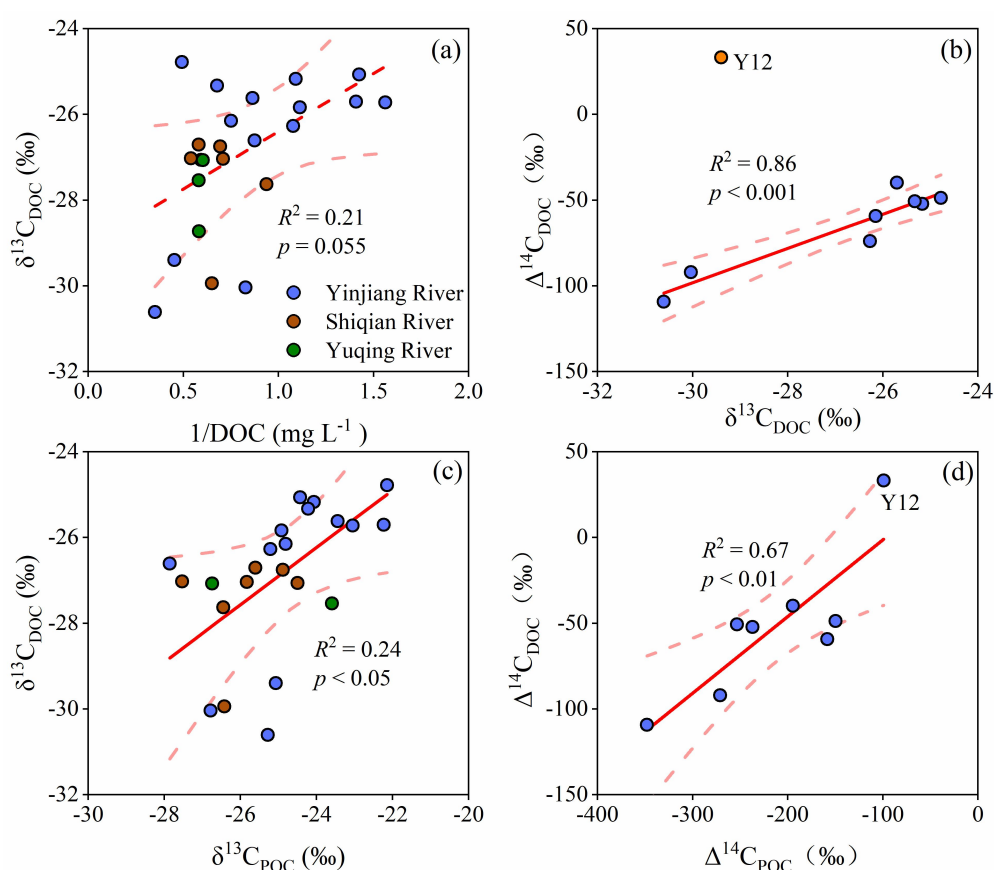 -24
-26
-28
-30
-32
0.0
0.5
1.0
1.5
2.0
δ13CDOC (‰)
1/DOC (mg L-1 )
(a)
R2 = 0.21
p = 0.055
Yinjiang River
Shiqian River
Yuqing River
50
0
-50
-100
-150
-32
-30
-28
-26
-24
Δ14CDOC (‰)
δ13CDOC (‰)
(b)
Y12
R2 = 0.86
p < 0.001
-24
-26
-28
-30
-32
-30
-28
-26
-24
-22
-20
δ13CDOC (‰)
δ13CPOC (‰)
(c)
R2 = 0.24
p < 0.05
50
0
-50
-100
-150
-400
-300
-200
-100
0
Δ14CDOC (‰)
Δ14CPOC (‰)
(d)
Y12
R2 = 0.67
p < 0.01